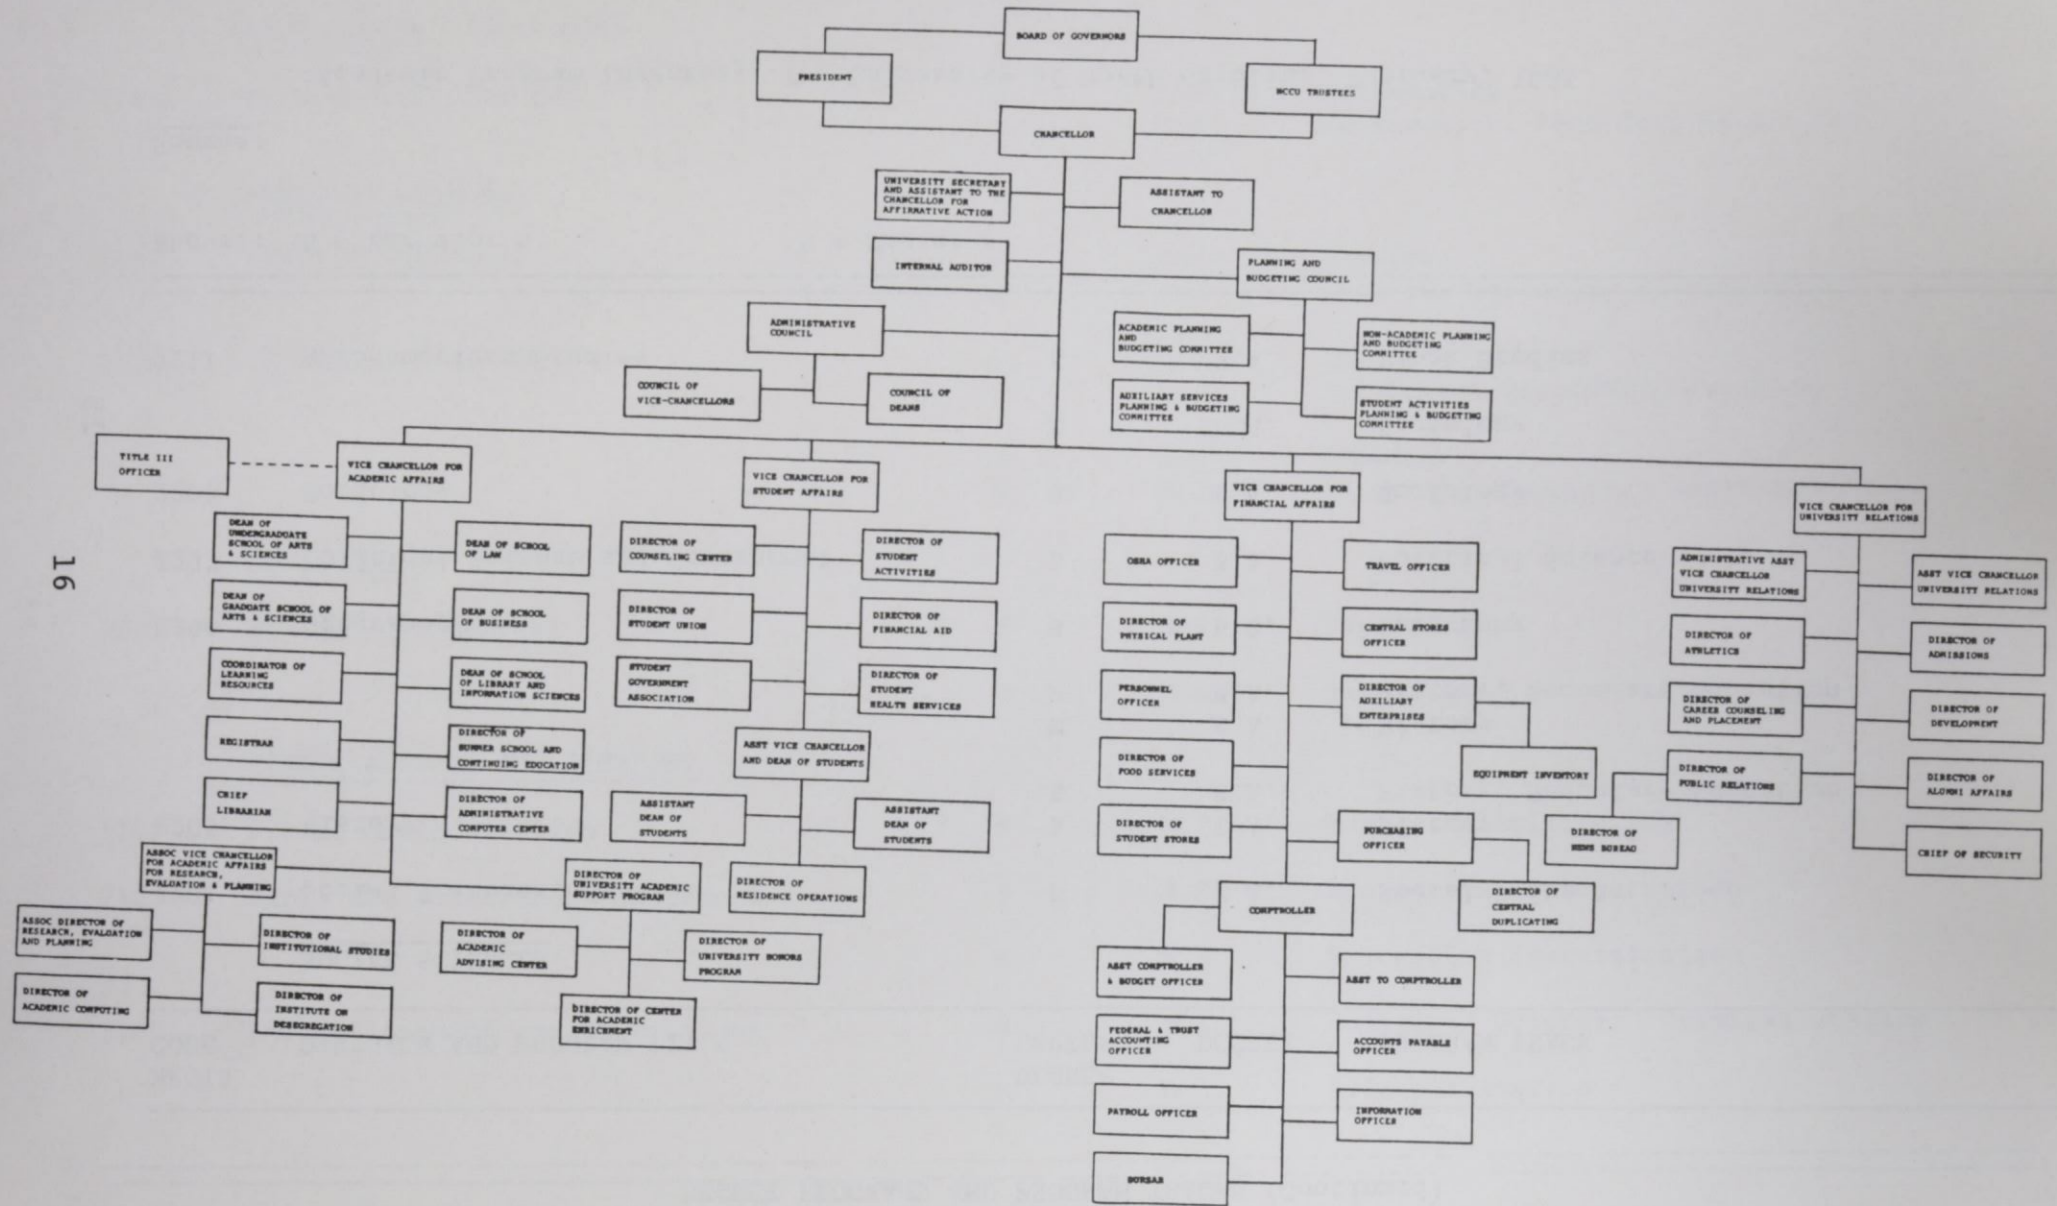 BOARD OF GOVERNORS
PRESIDENT
NCCU TRUSTEES
CHANCELLOR
UNIVERSITY SECRETARY
AND ASSISTANT TO THE
CHANCELLOR FOR
AFFIRMATIVE ACTION
ASSISTANT TO
CHANCELLOR
INTERNAL AUDITOR
PLANNING AND
BUDGETING COUNCIL
ADMINISTRATIVE
COUNCIL
ACADEMIC PLANNING
AND
BUDGETING COMMITTEE
NON-ACADEMIC PLANNING
AND BUDGETING
COMMITTEE
COUNCIL OF
VICE-CHANCELLORS
COUNCIL OF
DEANS
AUXILIARY SERVICES
PLANNING & BUDGETING
COMMITTEE
STUDENT ACTIVITIES
PLANNING & BUDGETING
COMMITTEE
TITLE III
OFFICER
VICE CHANCELLOR FOR
ACADEMIC AFFAIRS
VICE CHANCELLOR FOR
STUDENT AFFAIRS
VICE CHANCELLOR FOR
FINANCIAL AFFAIRS
VICE CHANCELLOR FOR
UNIVERSITY RELATIONS
DEAN OF
UNDERGRADUATE
SCHOOL OF ARTS
& SCIENCES
DEAN OF SCHOOL
OF LAW
DEAN OF
GRADUATE SCHOOL OF
ARTS & SCIENCES
DEAN OF SCHOOL
OF BUSINESS
COORDINATOR OF
LEARNING
RESOURCES
DEAN OF SCHOOL
OF LIBRARY AND
INFORMATION SCIENCES
REGISTRAR
DIRECTOR OF
SUMMER SCHOOL AND
CONTINUING EDUCATION
CHIEF
LIBRARIAN
DIRECTOR OF
ADMINISTRATIVE
COMPUTER CENTER
ASSOC VICE CHANCELLOR
FOR ACADEMIC AFFAIRS
FOR RESEARCH,
EVALUATION & PLANNING
DIRECTOR OF
UNIVERSITY ACADEMIC
SUPPORT PROGRAM
ASSOC DIRECTOR OF
RESEARCH, EVALUATION
AND PLANNING
DIRECTOR OF
INSTITUTIONAL STUDIES
DIRECTOR OF
ACADEMIC COMPUTING
DIRECTOR OF
INSTITUTE ON
DESEGREGATION
DIRECTOR OF
ACADEMIC
ADVISING CENTER
DIRECTOR OF
UNIVERSITY HONORS
PROGRAM
DIRECTOR OF CENTER
FOR ACADEMIC
ENRICHMENT
DIRECTOR OF
COUNSELING CENTER
DIRECTOR OF
STUDENT
ACTIVITIES
DIRECTOR OF
STUDENT UNION
DIRECTOR OF
FINANCIAL AID
STUDENT
GOVERNMENT
ASSOCIATION
DIRECTOR OF
STUDENT
HEALTH SERVICES
ASST VICE CHANCELLOR
AND DEAN OF STUDENTS
ASSISTANT
DEAN OF
STUDENTS
ASSISTANT
DEAN OF
STUDENTS
DIRECTOR OF
RESIDENCE OPERATIONS
OSHA OFFICER
TRAVEL OFFICER
DIRECTOR OF
PHYSICAL PLANT
CENTRAL STORES
OFFICER
PERSONNEL
OFFICER
DIRECTOR OF
AUXILIARY
ENTERPRISES
DIRECTOR OF
FOOD SERVICES
EQUIPMENT INVENTORY
DIRECTOR OF
STUDENT STORES
PURCHASING
OFFICER
DIRECTOR OF
CENTRAL
DUPLICATING
COMPTROLLER
ASST COMPTROLLER
& BUDGET OFFICER
ASST TO COMPTROLLER
FEDERAL & TRUST
ACCOUNTING
OFFICER
ACCOUNTS PAYABLE
OFFICER
PAYROLL OFFICER
INFORMATION
OFFICER
BURSAR
ADMINISTRATIVE ASST
VICE CHANCELLOR
UNIVERSITY RELATIONS
ASST VICE CHANCELLOR
UNIVERSITY RELATIONS
DIRECTOR OF
ATHLETICS
DIRECTOR OF
ADMISSIONS
DIRECTOR OF
CAREER COUNSELING
AND PLACEMENT
DIRECTOR OF
DEVELOPMENT
DIRECTOR OF
PUBLIC RELATIONS
DIRECTOR OF
ALUMNI AFFAIRS
DIRECTOR OF
NEWS BUREAU
CHIEF OF SECURITY
16